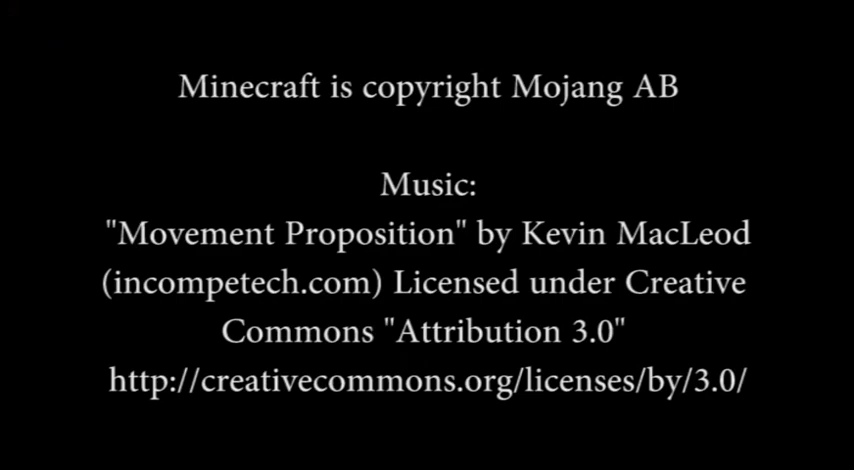 Minecraft is copyright Mojang AB
Music:
"Movement Proposition" by Kevin MacLeod
(incompetech.com) Licensed under Creative
Commons "Attribution 3.0"
http://creativecommons.org/licenses/by/3.0/